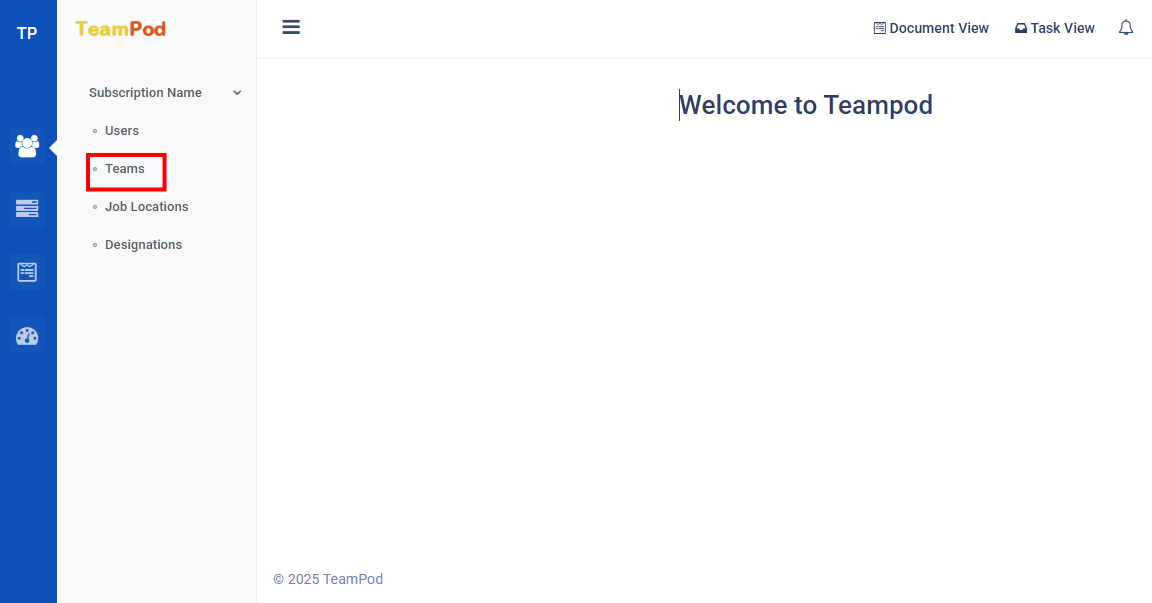 TP
TeamPod
Document View
Task View
Subscription Name
Users
Teams
Job Locations
Designations
Welcome to Teampod
© 2025 TeamPod